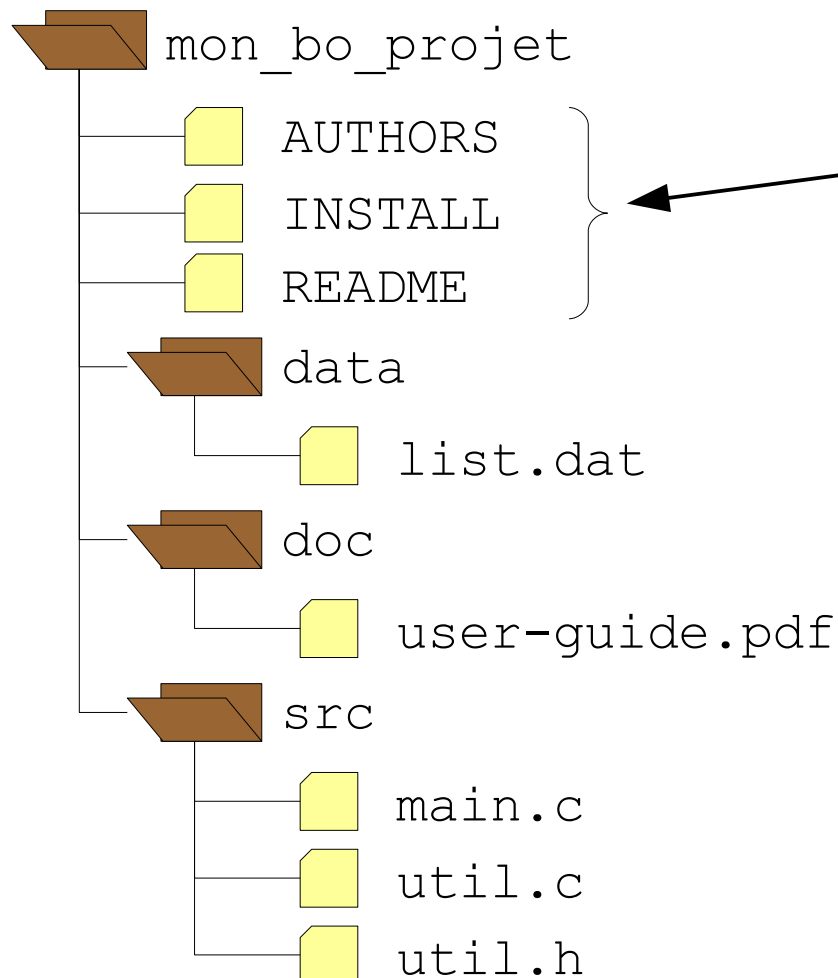 mon_bo_projet
AUTHORS
INSTALL
README
data
list.dat
doc
user-guide.pdf
src
main.c
util.c
util.h